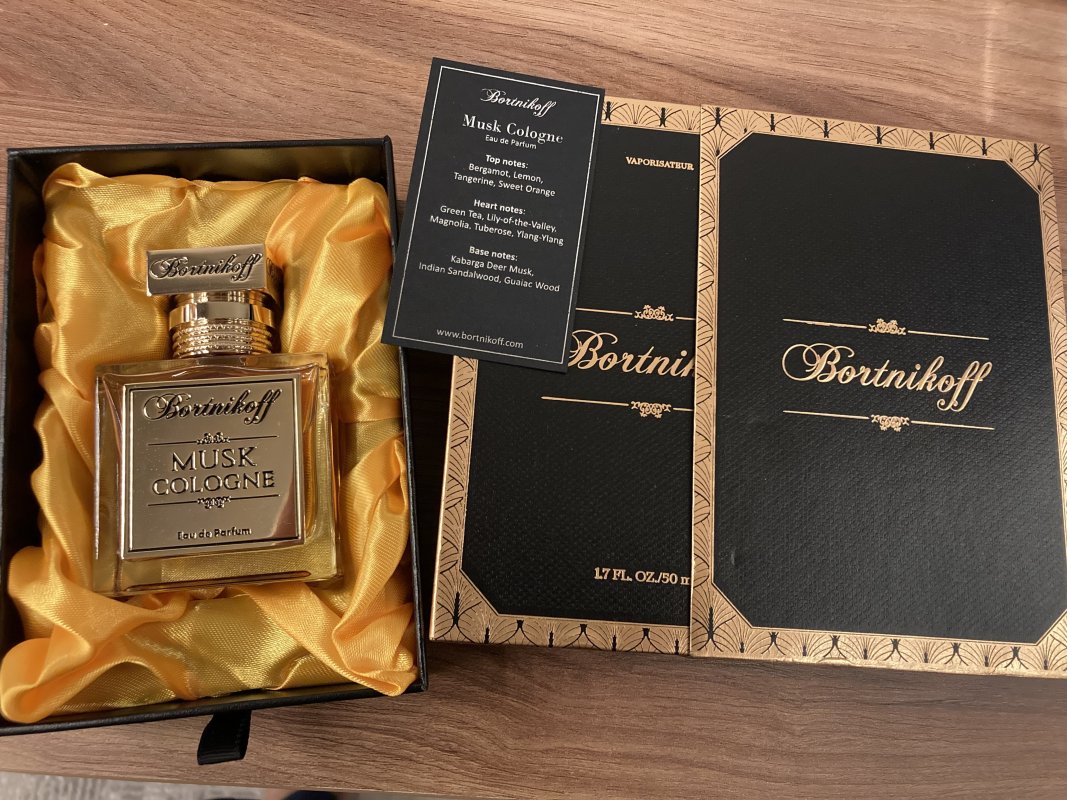 Bortnikoff
Bortnikoff
MUSK
COLOGNE
Eau de Parfum
Bortnikoff
Musk Cologne
Eau de Parfum
Top notes:
Bergamot, Lemon,
Tangerine, Sweet Orange
Heart notes:
Green Tea, Lily-of-the-Valley,
Magnolia, Tuberose, Ylang-Ylang
Base notes:
Kabarga Deer Musk,
Indian Sandalwood, Guaiac Wood
www.bortnikoff.com
VAPORISATEUR
Bortnik
1.7 FL. OZ./50 m
Bortnikoff